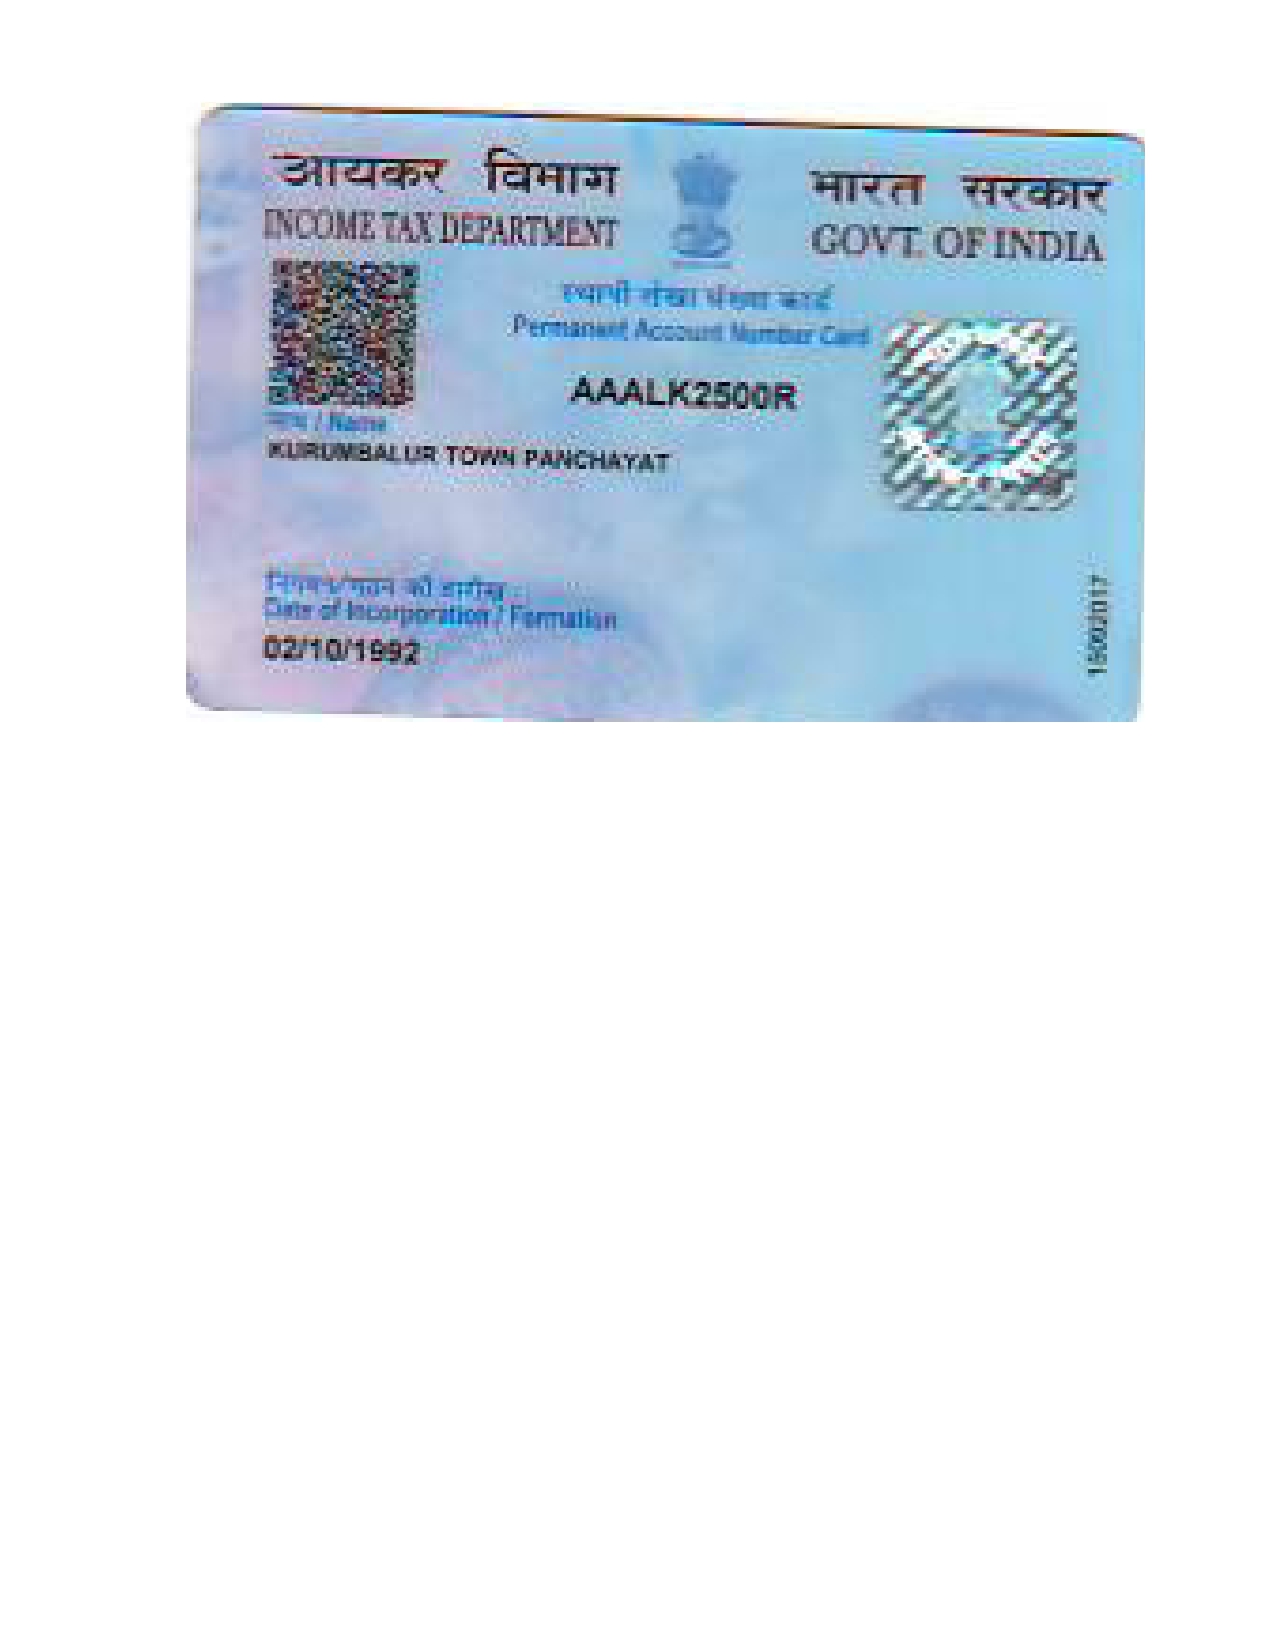 आयकर विभाग
INCOME TAX DEPARTMENT
भारत सरकार
GOVT. OF INDIA
स्थायी लेखा संख्या कार्ड
Permanent Account Number Card
AAALK2500R
नाम / Name
KURUMBALUR TOWN PANCHAYAT
निगमन/गठन की तारीख
Date of Incorporation / Formation
02/10/1992